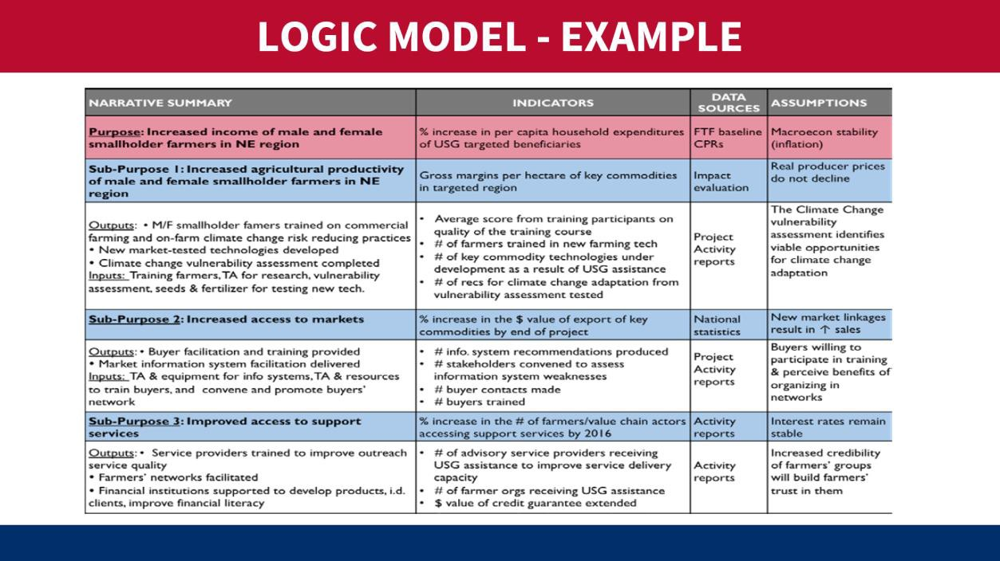 LOGIC MODEL - EXAMPLE
NARRATIVE SUMMARY
INDICATORS
DATA
SOURCES
ASSUMPTIONS
Purpose: Increased income of male and female
smallholder farmers in NE region
% increase in per capita household expenditures
of USG targeted beneficiaries
FTF baseline
CPRs
Macroecon stability
(inflation)
Sub-Purpose 1: Increased agricultural productivity
of male and female smallholder farmers in NE
region
Gross margins per hectare of key commodities
in targeted region
Impact
evaluation
Real producer prices
do not decline
Outputs: • M/F smallholder famers trained on commercial
farming and on-farm climate change risk reducing practices
• New market-tested technologies developed
• Climate change vulnerability assessment completed
Inputs: Training farmers, TA for research, vulnerability
assessment, seeds & fertilizer for testing new tech.
• Average score from training participants on
quality of the training course
• # of farmers trained in new farming tech
• # of key commodity technologies under
development as a result of USG assistance
• # of recs for climate change adaptation from
vulnerability assessment tested
Project
Activity
reports
The Climate Change
vulnerability
assessment identifies
viable opportunities
for climate change
adaptation
Sub-Purpose 2: Increased access to markets
% increase in the $ value of export of key
commodities by end of project
National
statistics
New market linkages
result in ↑ sales
Outputs: • Buyer facilitation and training provided
• Market information system facilitation delivered
Inputs: TA & equipment for info systems, TA & resources
to train buyers, and convene and promote buyers'
network
• # info. system recommendations produced
• # stakeholders convened to assess
information system weaknesses
• # buyer contacts made
• # buyers trained
Project
Activity
reports
Buyers willing to
participate in training
& perceive benefits of
organizing in
networks
Sub-Purpose 3: Improved access to support
services
% increase in the # of farmers/value chain actors
accessing support services by 2016
Activity
reports
Interest rates remain
stable
Outputs: • Service providers trained to improve outreach
service quality
• Farmers' networks facilitated
• Financial institutions supported to develop products, i.d.
clients, improve financial literacy
• # of advisory service providers receiving
USG assistance to improve service delivery
capacity
• # of farmer orgs receiving USG assistance
• $ value of credit guarantee extended
Activity
reports
Increased credibility
of farmers' groups
will build farmers'
trust in them